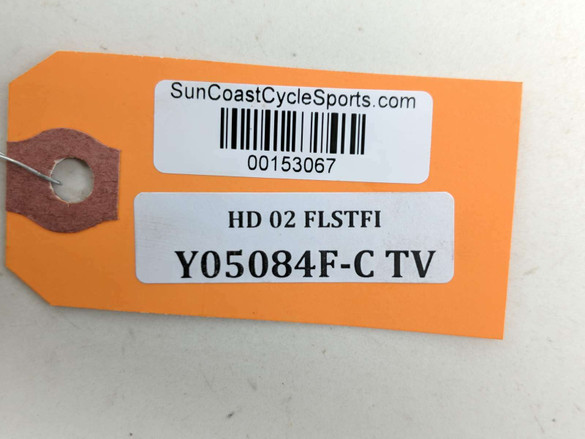 SunCoastCycleSports.com
00153067
HD 02 FLSTFI
Y05084F-C TV